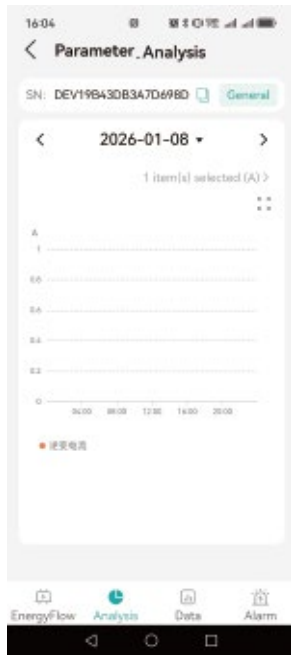 16:04
Parameter_Analysis
SN: DEV19B43DB3A7D69BD General
2026-01-08
1 item(s) selected (A) >
A
1
0.8
0.6
0.4
0.2
0
04:00 08:00 12:00 16:00 20:00
逆变电流
EnergyFlow Analysis Data Alarm